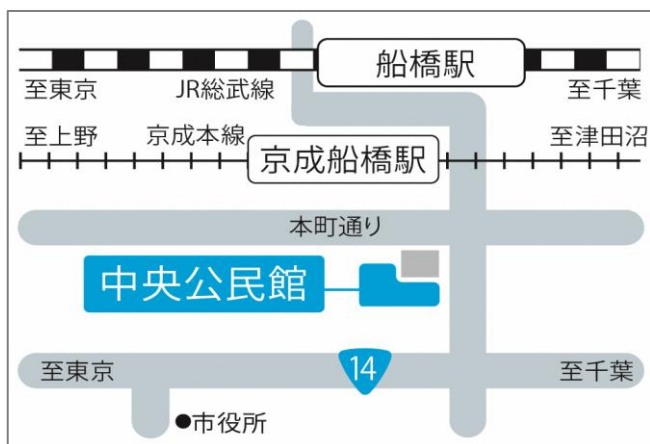 船橋駅
至東京 JR総武線 至千葉
至上野 京成本線 至津田沼
京成船橋駅
本町通り
中央公民館
至東京 14 至千葉
●市役所